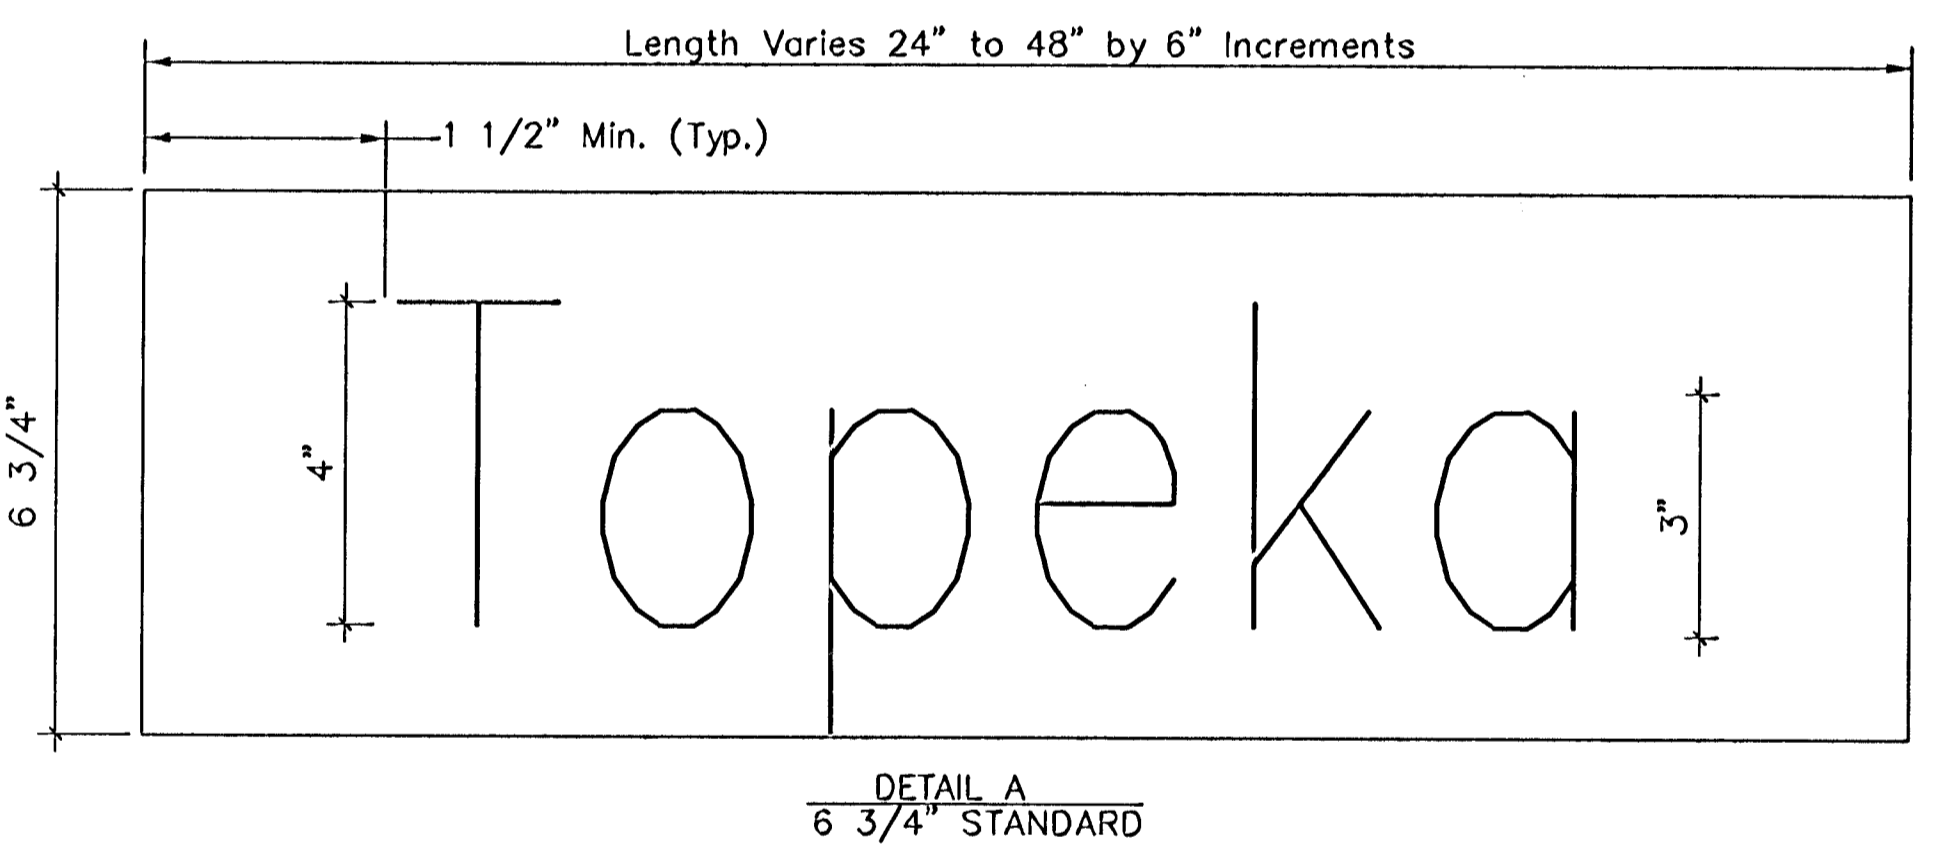 Length Varies 24" to 48" by 6" Increments
1 1/2" Min. (Typ.)
6 3/4"
4"
Topeka
3"
DETAIL A
6 3/4" STANDARD